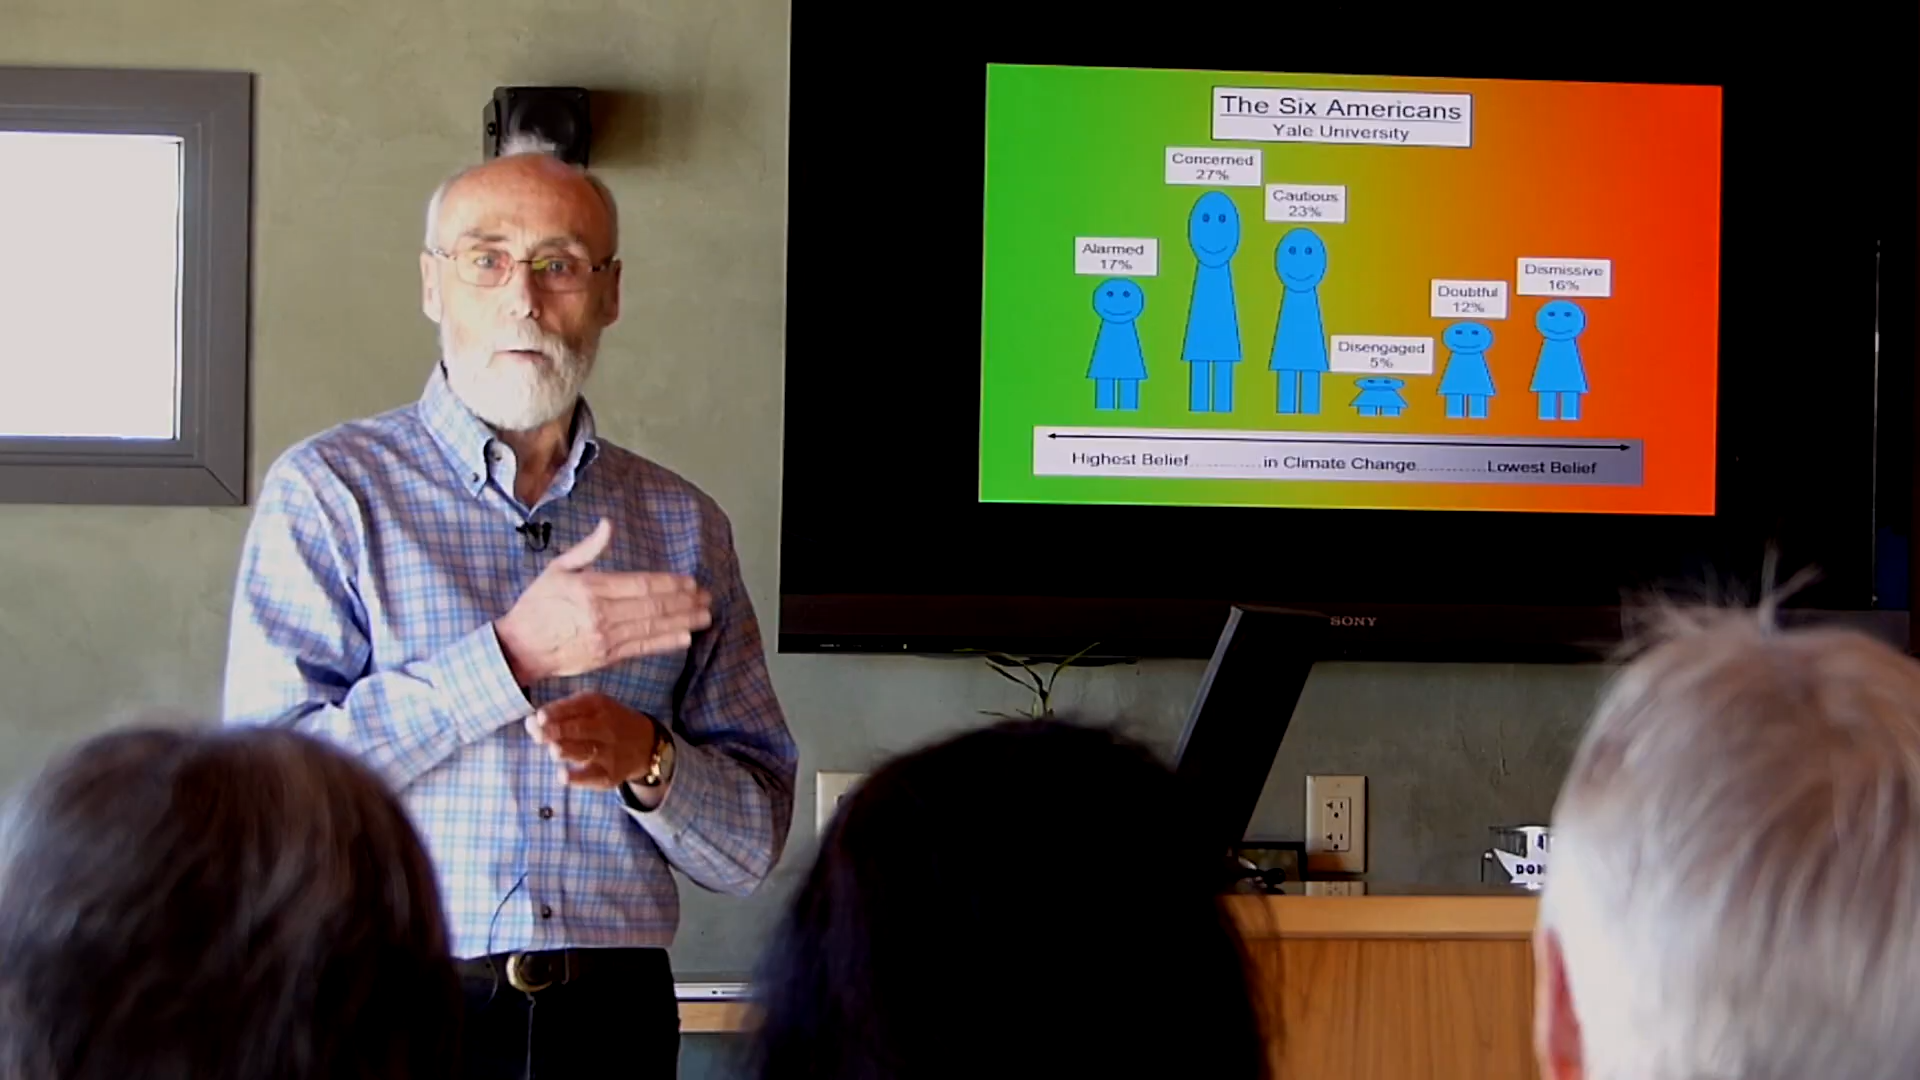 The Six Americans
Yale University
Concerned
27%
Cautious
23%
Alarmed
17%
Dismissive
16%
Doubtful
12%
Disengaged
5%
Highest Belief..............in Climate Change.............Lowest Belief
SONY